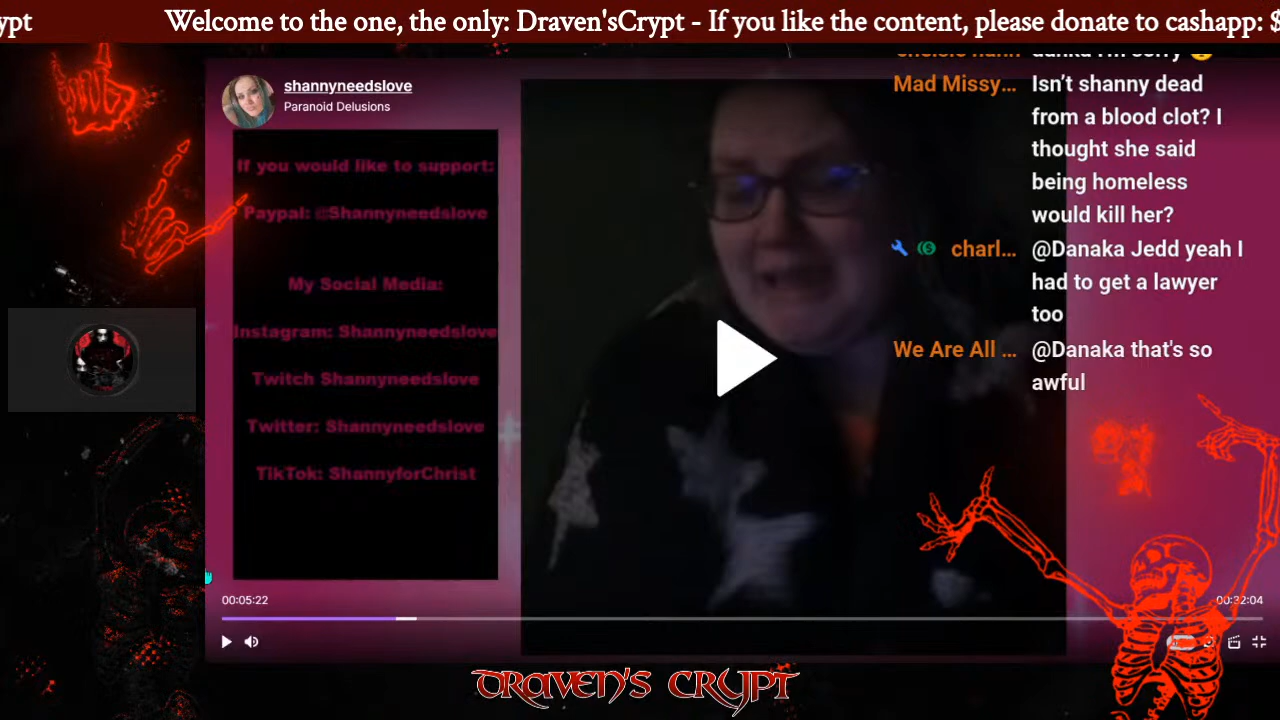 ypt Welcome to the one, the only: Draven'sCrypt - If you like the content, please donate to cashapp: $
shannyneedslove
Paranoid Delusions
If you would like to support:
Paypal: @Shannyneedslove
My Social Media:
Instagram: Shannyneedslove
Twitch Shannyneedslove
Twitter: Shannyneedslove
TikTok: ShannyforChrist
danka I'm sorry
Mad Missy… Isn’t shanny dead
from a blood clot? I
thought she said
being homeless
would kill her?
charl… @Danaka Jedd yeah I
had to get a lawyer
too
We Are All … @Danaka that's so
awful
00:05:22
00:32:04
DRAVEN'S CRYPT